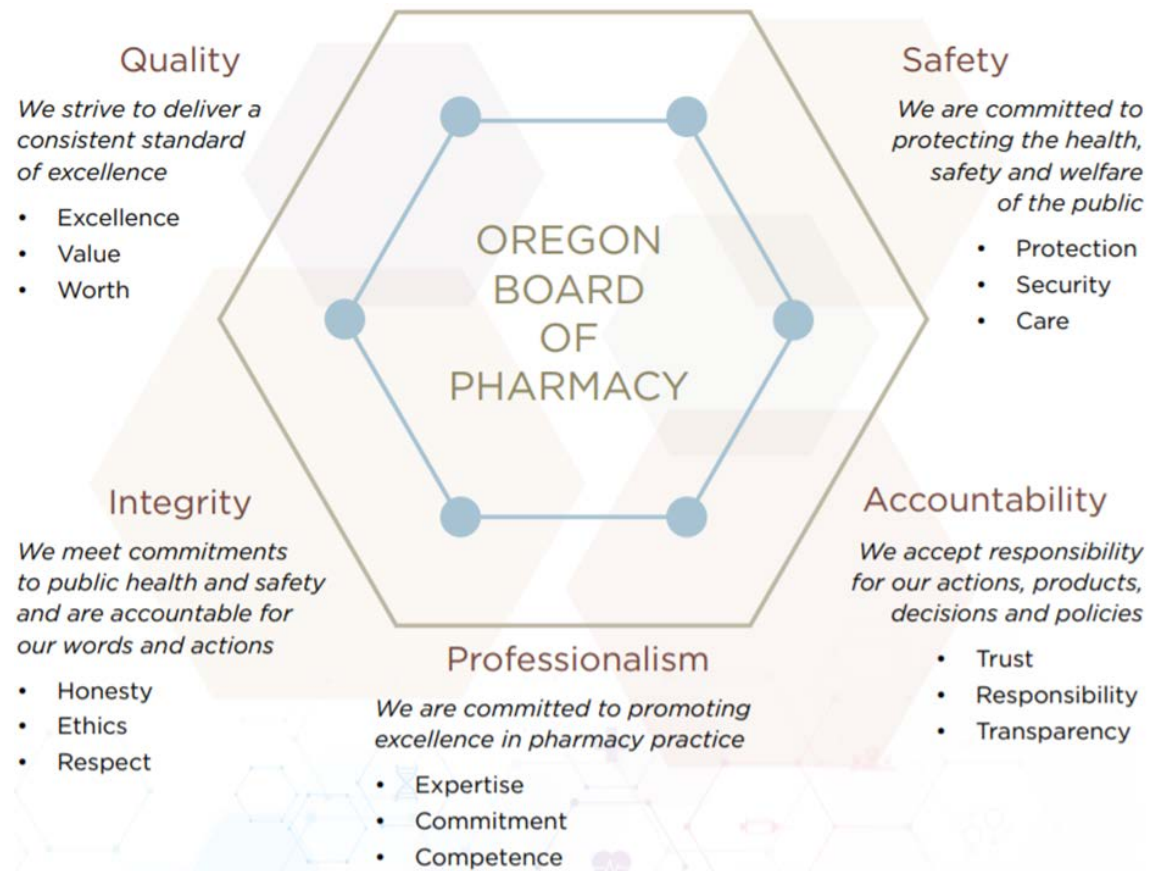 Quality
We strive to deliver a
consistent standard
of excellence
• Excellence
• Value
• Worth
Safety
We are committed to
protecting the health,
safety and welfare
of the public
• Protection
• Security
• Care
OREGON
BOARD
OF
PHARMACY
Integrity
We meet commitments
to public health and safety
and are accountable for
our words and actions
• Honesty
• Ethics
• Respect
Accountability
We accept responsibility
for our actions, products,
decisions and policies
• Trust
• Responsibility
• Transparency
Professionalism
We are committed to promoting
excellence in pharmacy practice
• Expertise
• Commitment
• Competence